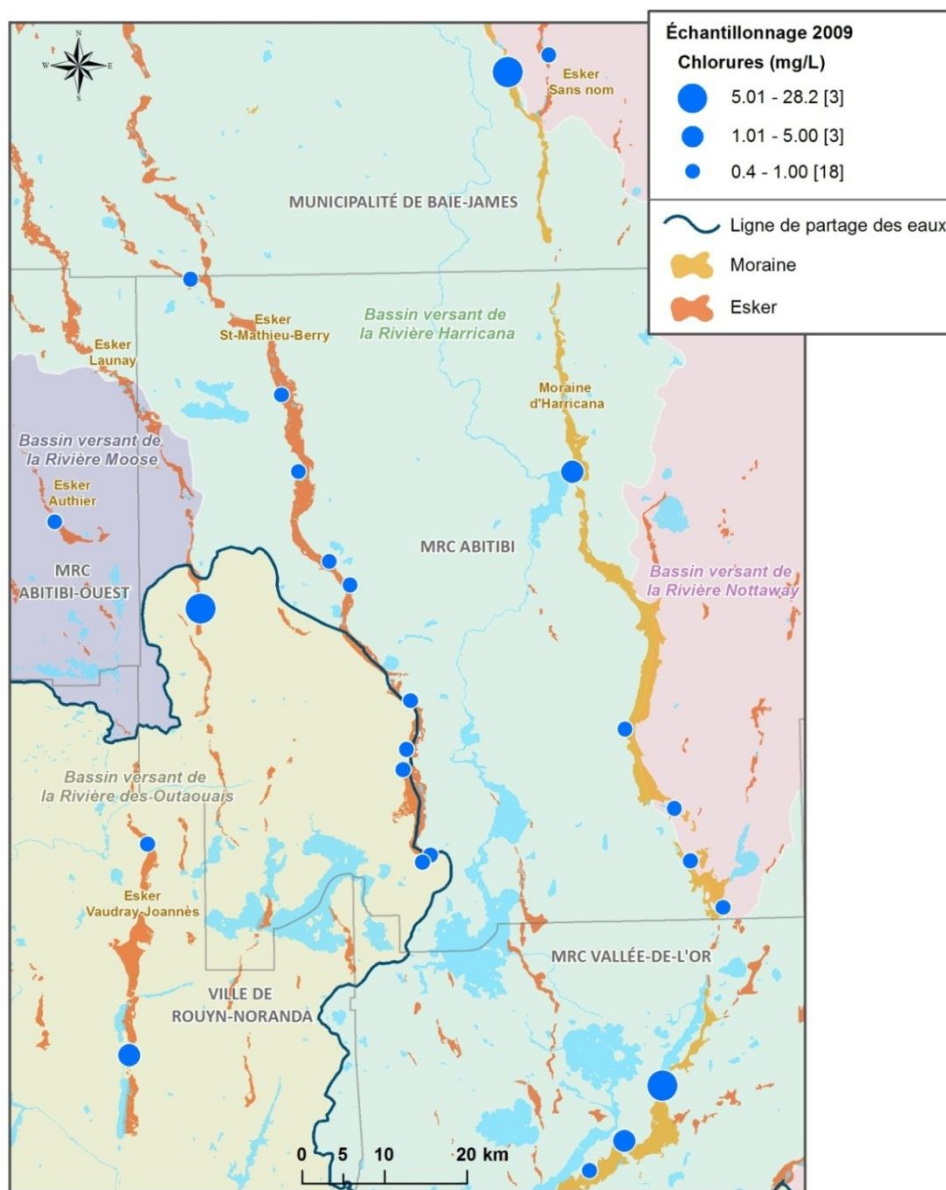 Échantillonnage 2009
Chlorures (mg/L)
5.01 - 28.2 [3]
1.01 - 5.00 [3]
0.4 - 1.00 [18]
Ligne de partage des eaux
Moraine
Esker
N
W
E
S
Esker
Sans nom
MUNICIPALITÉ DE BAIE-JAMES
Bassin versant de
la Rivière Harricana
Esker
St-Mathieu-Berry
Esker
Launay
Moraine
d'Harricana
Bassin versant de
la Rivière Moose
Esker
Authier
MRC ABITIBI
MRC
ABITIBI-OUEST
Bassin versant de
la Rivière Nottaway
Bassin versant de
la Rivière des Outaouais
Esker
Vaudray-Joannès
MRC VALLÉE-DE-L'OR
VILLE DE
ROUYN-NORANDA
0 5 10 20 km